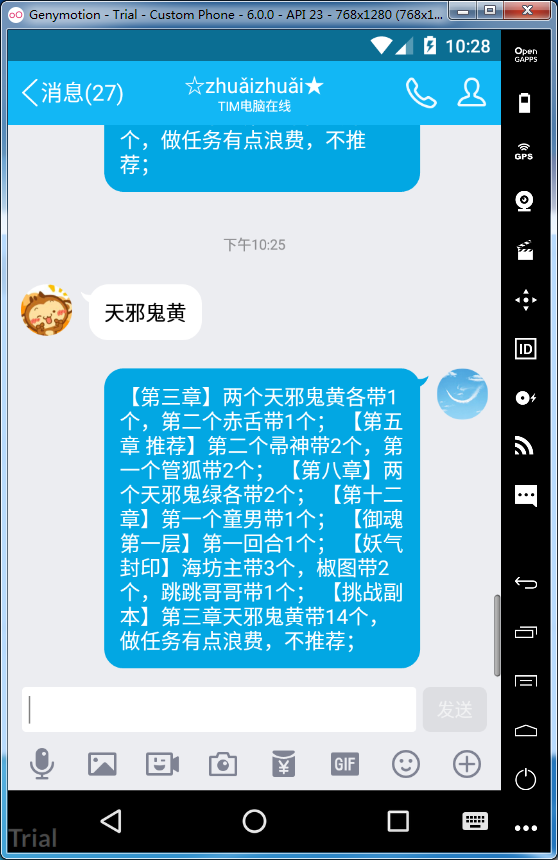 Genymotion - Trial - Custom Phone - 6.0.0 - API 23 - 768x1280 (768x1...
10:28
消息(27)
☆zhuǎizhuǎi★
TIM电脑在线
个，做任务有点浪费，不推
荐；
下午10:25
天邪鬼黄
【第三章】两个天邪鬼黄各带1
个，第二个赤舌带1个； 【第五
章 推荐】第二个帚神带2个，第
一个管狐带2个； 【第八章】两
个天邪鬼绿各带2个； 【第十二
章】第一个童男带1个； 【御魂
第一层】第一回合1个； 【妖气
封印】海坊主带3个，椒图带2
个，跳跳哥哥带1个； 【挑战副
本】第三章天邪鬼黄带14个，
做任务有点浪费，不推荐；
发送
GIF
Trial
Open
GAPPS
GPS
ID